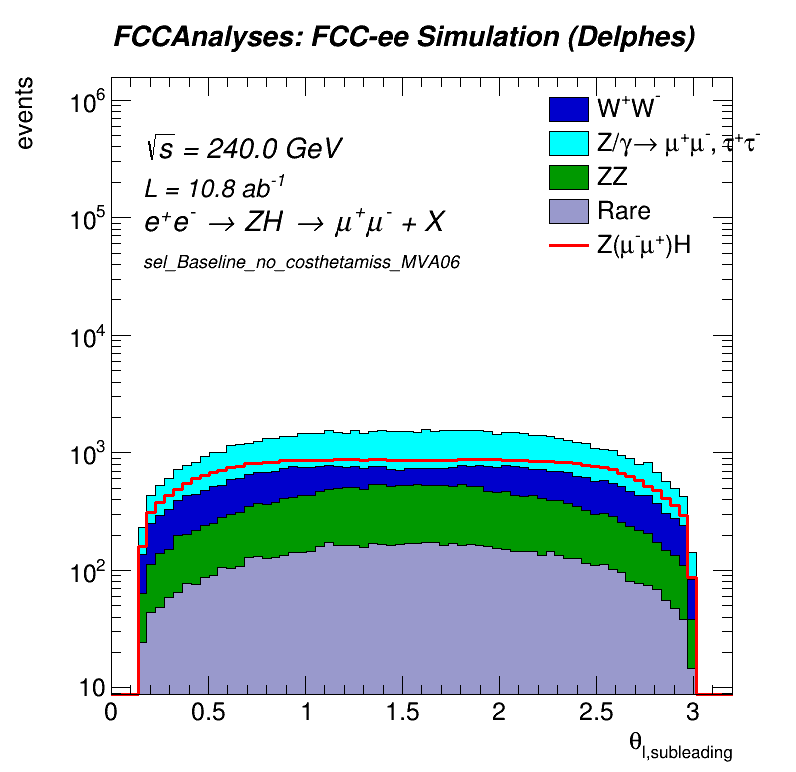 FCCAnalyses: FCC-ee Simulation (Delphes)
events
10⁶
10⁵
10⁴
10³
10²
10
√s = 240.0 GeV
L = 10.8 ab⁻¹
e⁺e⁻ → ZH → μ⁺μ⁻ + X
sel_Baseline_no_costhetamiss_MVA06
W⁺W⁻
Z/γ→ μ⁺μ⁻, τ⁺τ⁻
ZZ
Rare
Z(μ⁻μ⁺)H
0 0.5 1 1.5 2 2.5 3
θl,subleading